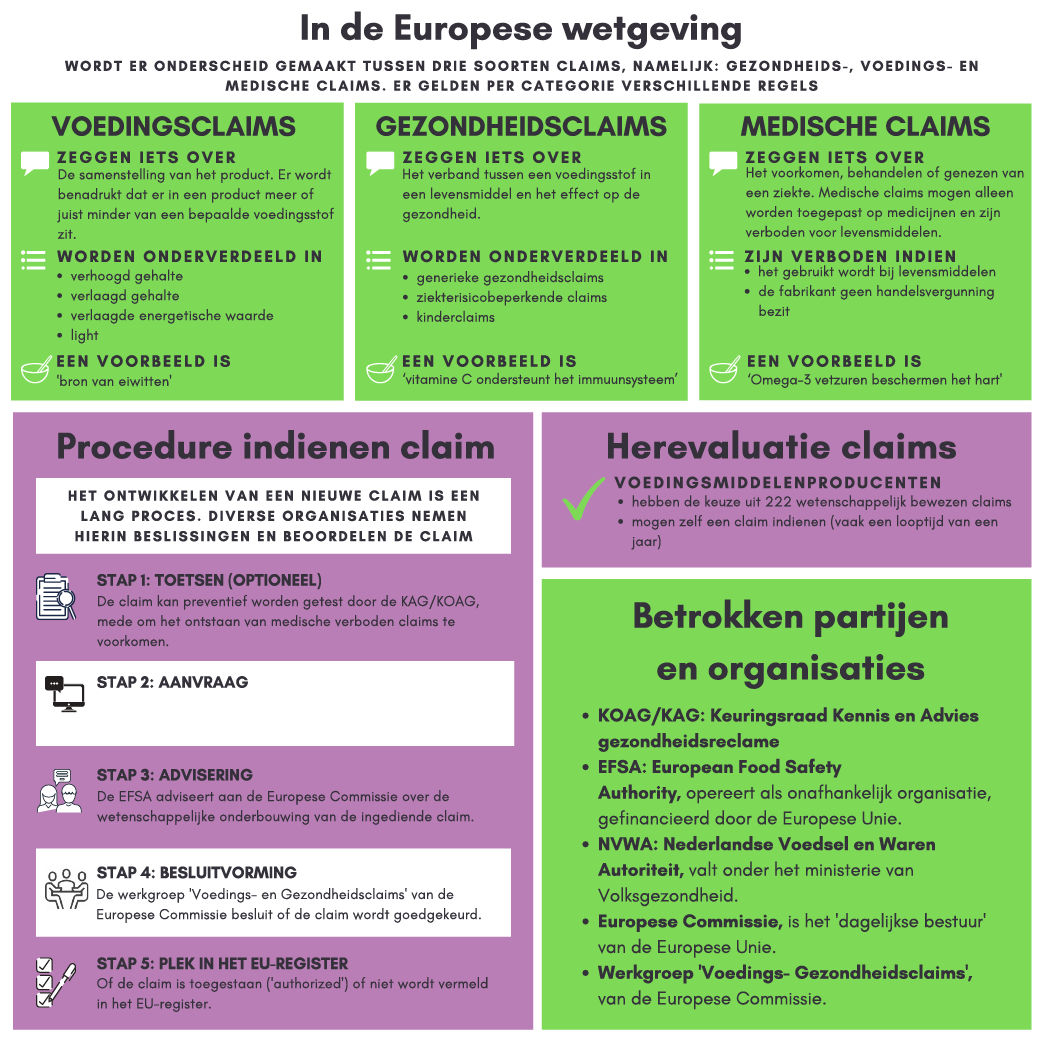 In de Europese wetgeving
WORDT ER ONDERSCHEID GEMAAKT TUSSEN DRIE SOORTEN CLAIMS, NAMELIJK: GEZONDHEIDS-, VOEDINGS- EN
MEDISCHE CLAIMS. ER GELDEN PER CATEGORIE VERSCHILLENDE REGELS
VOEDINGSCLAIMS
ZEGGEN IETS OVER
De samenstelling van het product. Er wordt
benadrukt dat er in een product meer of
juist minder van een bepaalde voedingsstof
zit.
WORDEN ONDERVERDEELD IN
• verhoogd gehalte
• verlaagd gehalte
• verlaagde energetische waarde
• light
EEN VOORBEELD IS
'bron van eiwitten'
GEZONDHEIDSCLAIMS
ZEGGEN IETS OVER
Het verband tussen een voedingsstof in
een levensmiddel en het effect op de
gezondheid.
WORDEN ONDERVERDEELD IN
• generieke gezondheidsclaims
• ziekterisicobeperkende claims
• kinderclaims
EEN VOORBEELD IS
‘vitamine C ondersteunt het immuunsysteem’
MEDISCHE CLAIMS
ZEGGEN IETS OVER
Het voorkomen, behandelen of genezen van
een ziekte. Medische claims mogen alleen
worden toegepast op medicijnen en zijn
verboden voor levensmiddelen.
ZIJN VERBODEN INDIEN
• het gebruikt wordt bij levensmiddelen
• de fabrikant geen handelsvergunning
bezit
EEN VOORBEELD IS
‘Omega-3 vetzuren beschermen het hart'
Procedure indienen claim
HET ONTWIKKELEN VAN EEN NIEUWE CLAIM IS EEN
LANG PROCES. DIVERSE ORGANISATIES NEMEN
HIERIN BESLISSINGEN EN BEOORDELEN DE CLAIM
STAP 1: TOETSEN (OPTIONEEL)
De claim kan preventief worden getest door de KAG/KOAG,
mede om het ontstaan van medische verboden claims te
voorkomen.
STAP 2: AANVRAAG
STAP 3: ADVISERING
De EFSA adviseert aan de Europese Commissie over de
wetenschappelijke onderbouwing van de ingediende claim.
STAP 4: BESLUITVORMING
De werkgroep 'Voedings- en Gezondheidsclaims' van de
Europese Commissie besluit of de claim wordt goedgekeurd.
STAP 5: PLEK IN HET EU-REGISTER
Of de claim is toegestaan ('authorized') of niet wordt vermeld
in het EU-register.
Herevaluatie claims
VOEDINGSMIDDELENPRODUCENTEN
• hebben de keuze uit 222 wetenschappelijk bewezen claims
• mogen zelf een claim indienen (vaak een looptijd van een
jaar)
Betrokken partijen
en organisaties
• KOAG/KAG: Keuringsraad Kennis en Advies
gezondheidsreclame
• EFSA: European Food Safety
Authority, opereert als onafhankelijk organisatie,
gefinancieerd door de Europese Unie.
• NVWA: Nederlandse Voedsel en Waren
Autoriteit, valt onder het ministerie van
Volksgezondheid.
• Europese Commissie, is het 'dagelijkse bestuur'
van de Europese Unie.
• Werkgroep 'Voedings- Gezondheidsclaims',
van de Europese Commissie.